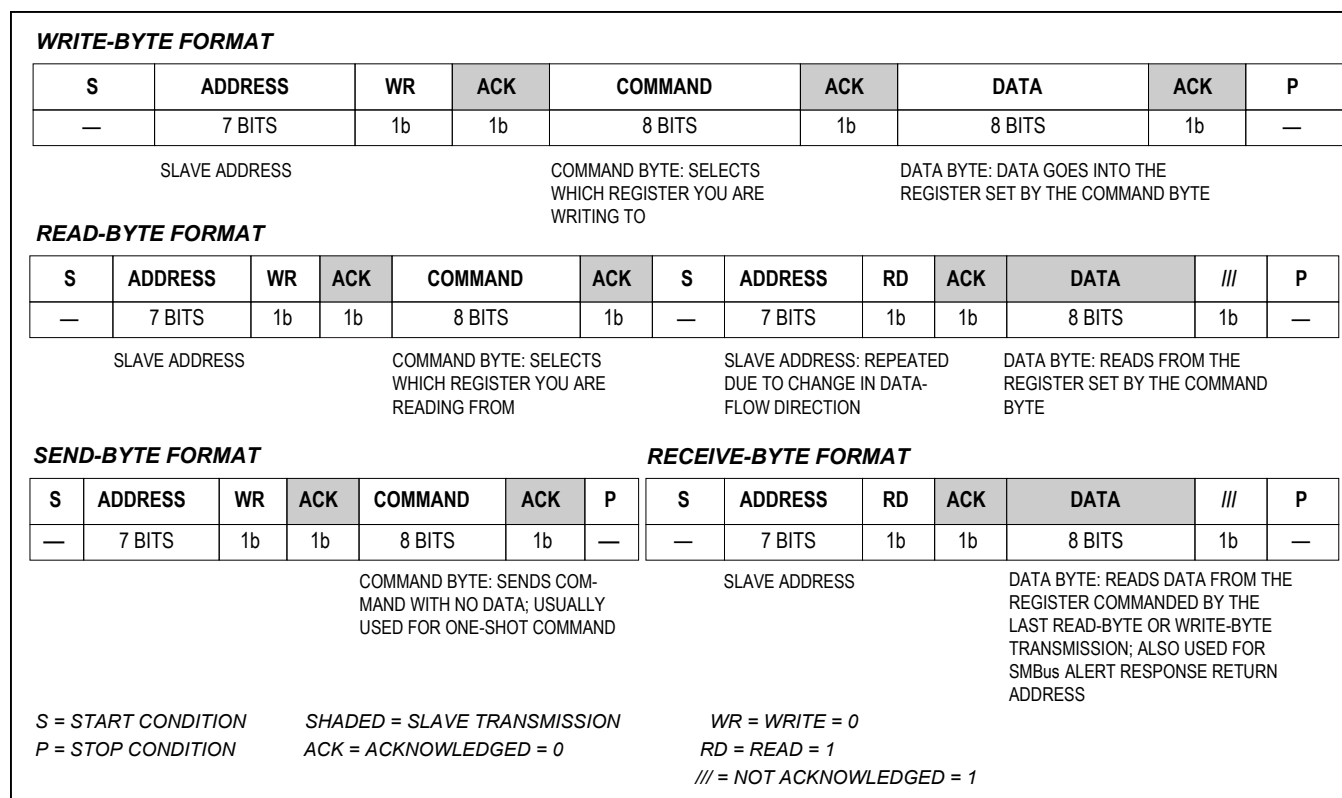 WRITE-BYTE FORMAT
S ADDRESS WR ACK COMMAND ACK DATA ACK P
— 7 BITS 1b 1b 8 BITS 1b 8 BITS 1b —
SLAVE ADDRESS
COMMAND BYTE: SELECTS
WHICH REGISTER YOU ARE
WRITING TO
DATA BYTE: DATA GOES INTO THE
REGISTER SET BY THE COMMAND BYTE
READ-BYTE FORMAT
S ADDRESS WR ACK COMMAND ACK S ADDRESS RD ACK DATA /// P
— 7 BITS 1b 1b 8 BITS 1b — 7 BITS 1b 1b 8 BITS 1b —
SLAVE ADDRESS
COMMAND BYTE: SELECTS
WHICH REGISTER YOU ARE
READING FROM
SLAVE ADDRESS: REPEATED
DUE TO CHANGE IN DATA-
FLOW DIRECTION
DATA BYTE: READS FROM THE
REGISTER SET BY THE COMMAND
BYTE
SEND-BYTE FORMAT
S ADDRESS WR ACK COMMAND ACK P
— 7 BITS 1b 1b 8 BITS 1b —
COMMAND BYTE: SENDS COM-
MAND WITH NO DATA; USUALLY
USED FOR ONE-SHOT COMMAND
RECEIVE-BYTE FORMAT
S ADDRESS RD ACK DATA /// P
— 7 BITS 1b 1b 8 BITS 1b —
SLAVE ADDRESS
DATA BYTE: READS DATA FROM THE
REGISTER COMMANDED BY THE
LAST READ-BYTE OR WRITE-BYTE
TRANSMISSION; ALSO USED FOR
SMBus ALERT RESPONSE RETURN
ADDRESS
S = START CONDITION SHADED = SLAVE TRANSMISSION WR = WRITE = 0
P = STOP CONDITION ACK = ACKNOWLEDGED = 0 RD = READ = 1
/// = NOT ACKNOWLEDGED = 1